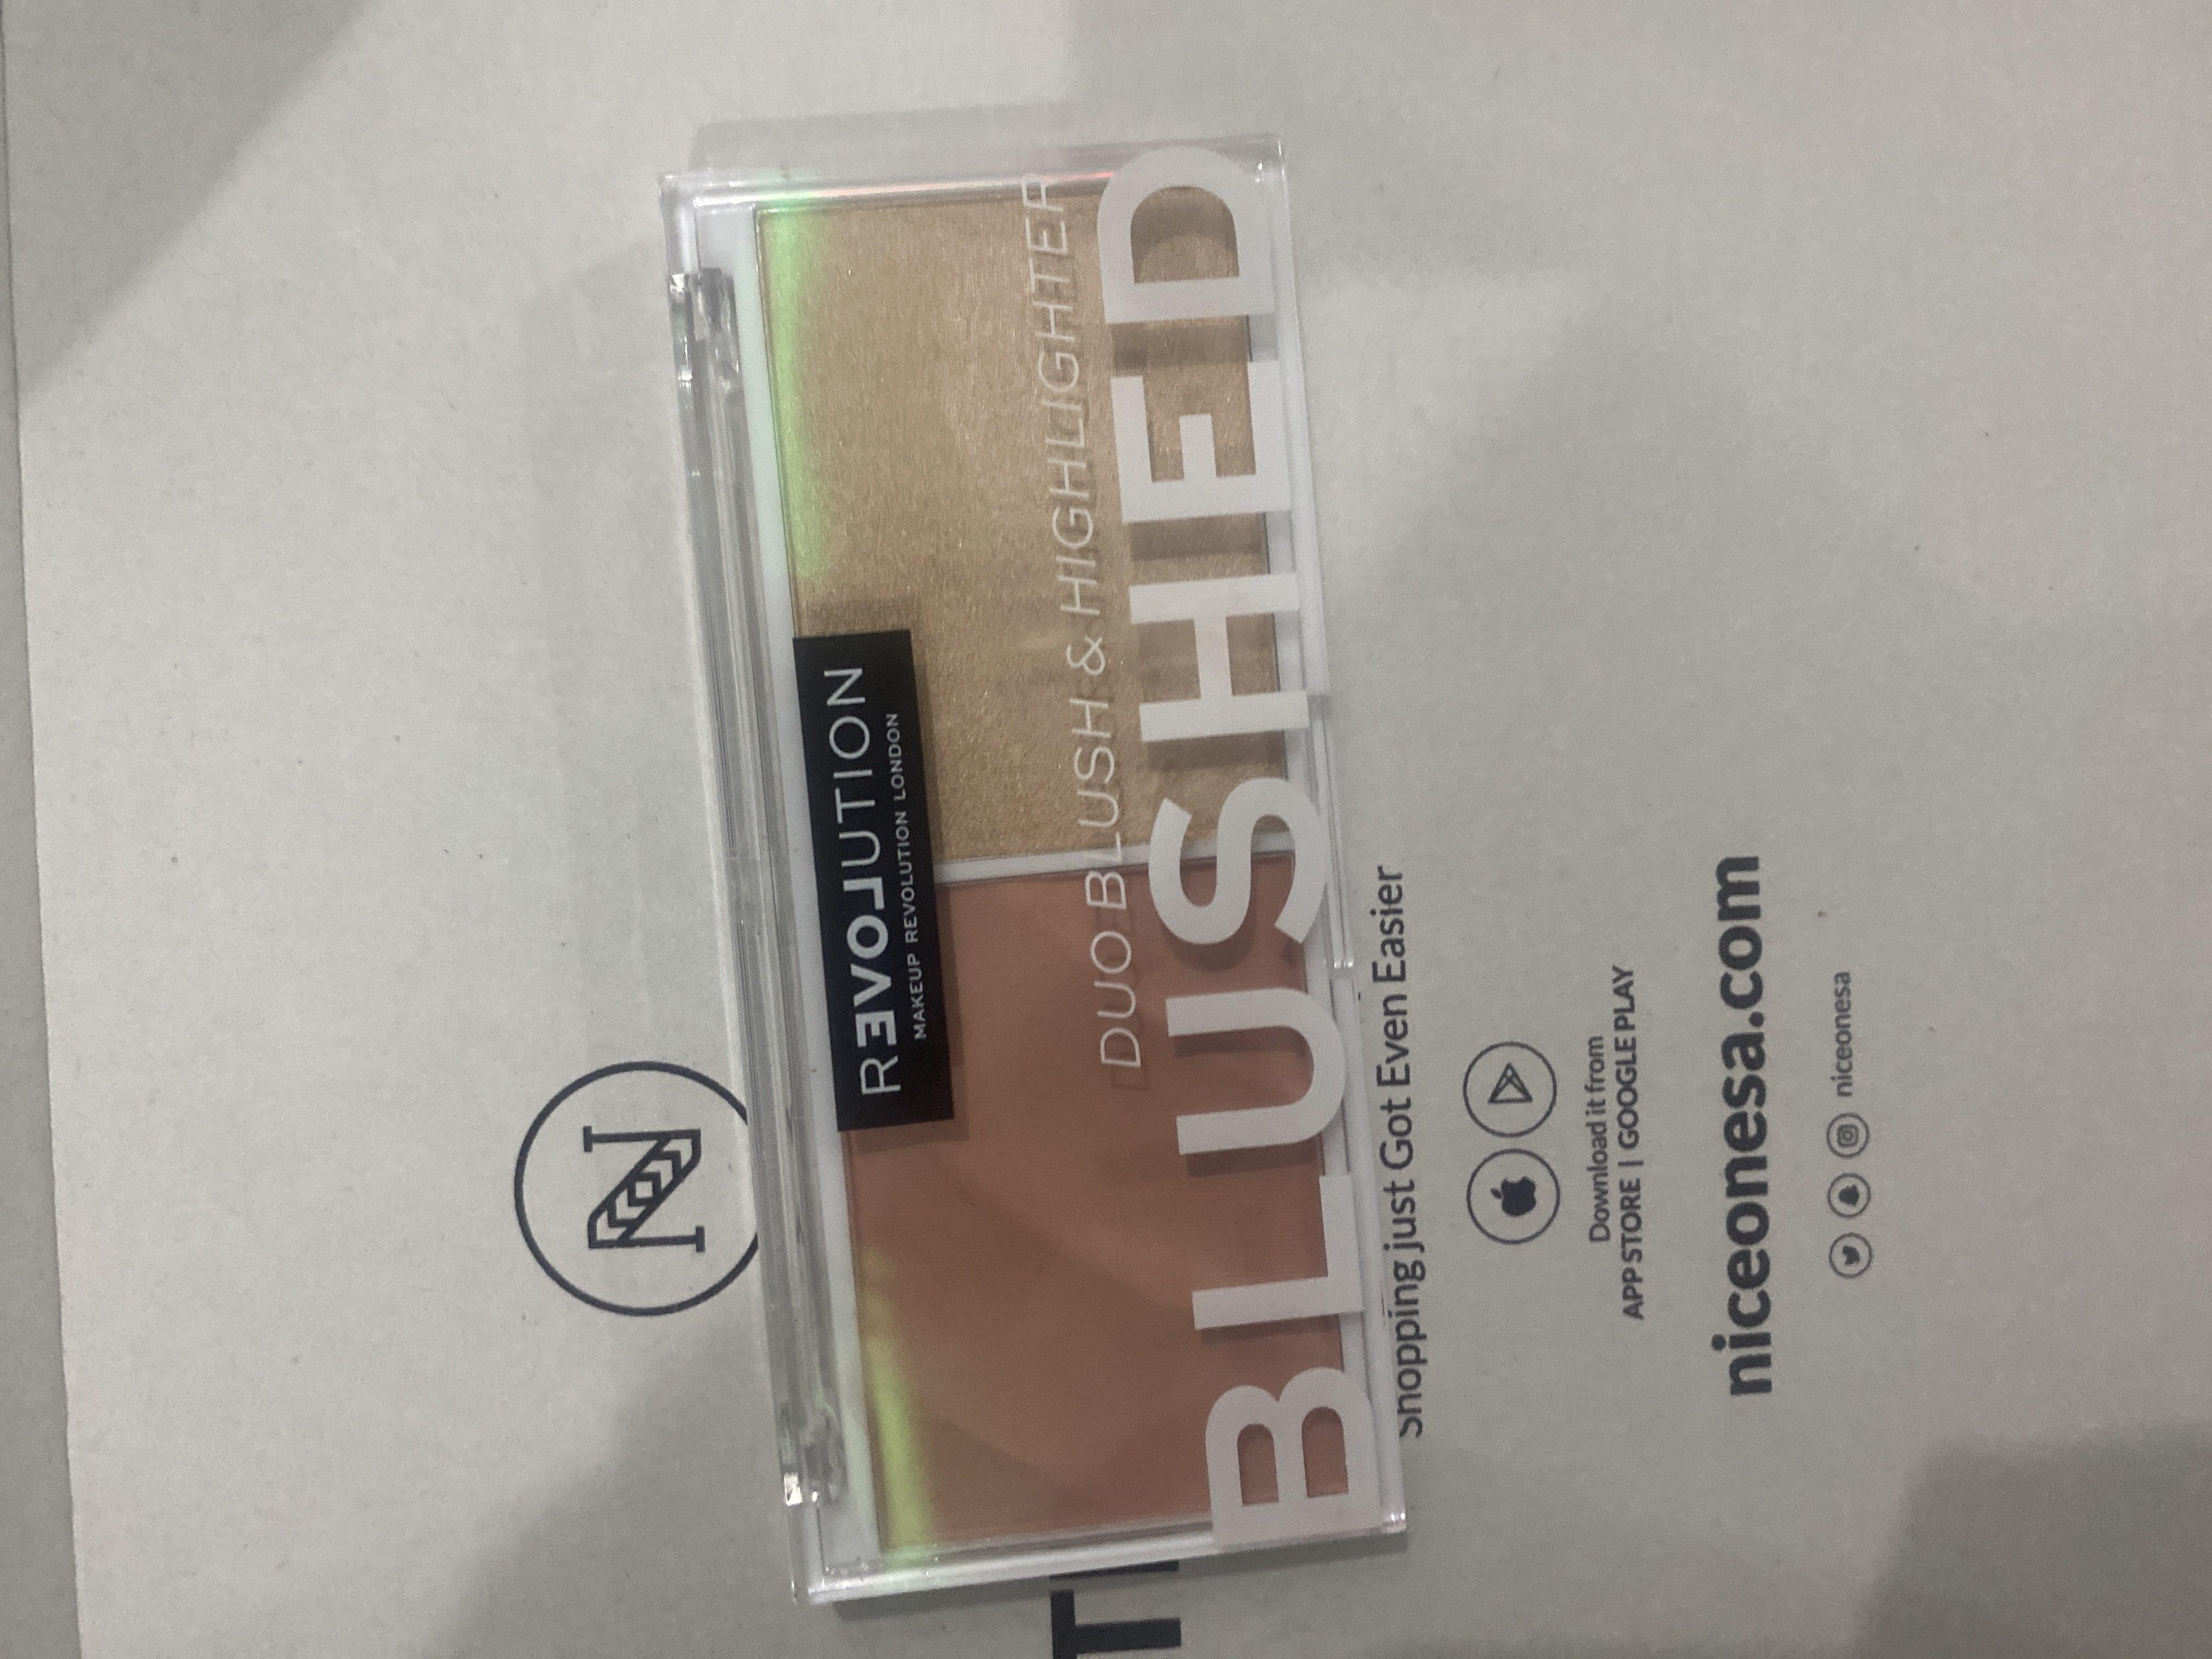 N
REVOLUTION
MAKEUP REVOLUTION LONDON
DUO BLUSH & HIGHLIGHTER
BLUSHED
Shopping just Got Even Easier
Download it from
APP STORE | GOOGLE PLAY
niceonesa.com
niceonesa